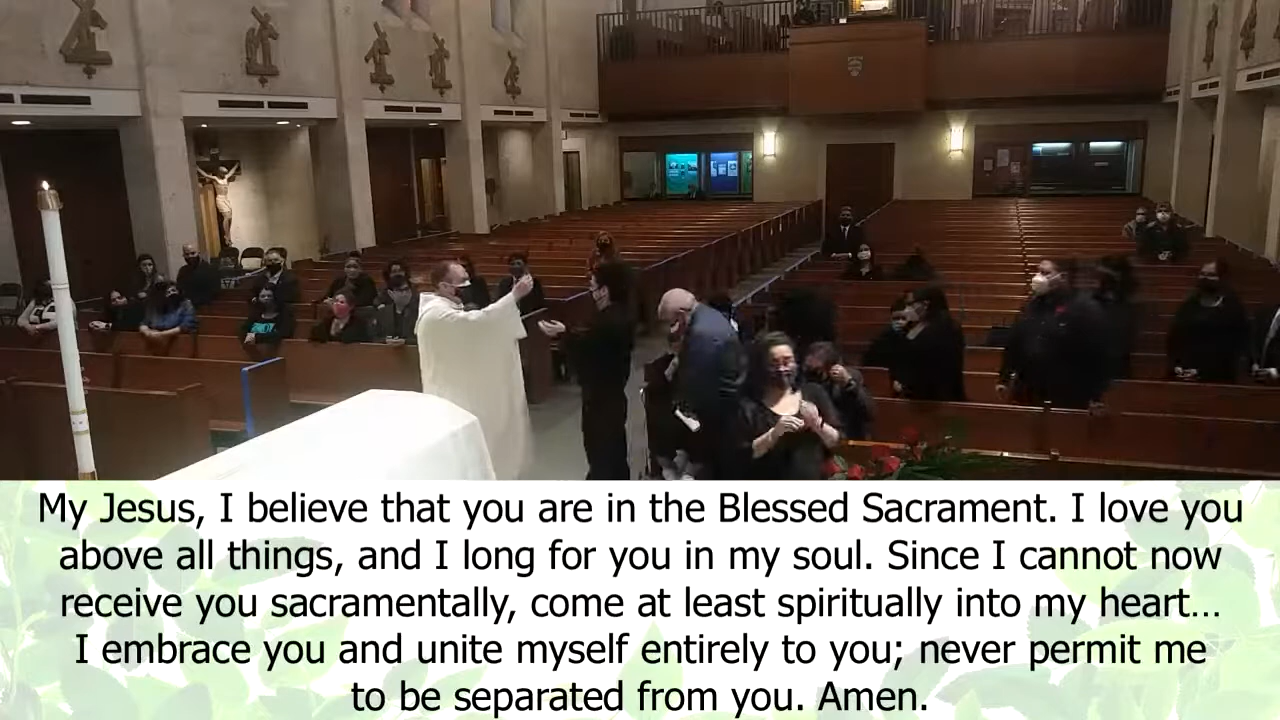 My Jesus, I believe that you are in the Blessed Sacrament. I love you
above all things, and I long for you in my soul. Since I cannot now
receive you sacramentally, come at least spiritually into my heart…
I embrace you and unite myself entirely to you; never permit me
to be separated from you. Amen.